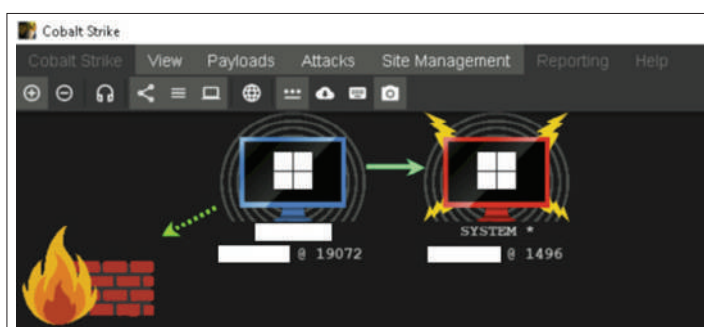 Cobalt Strike
Cobalt Strike View Payloads Attacks Site Management Reporting Help
SYSTEM *
@ 19072
@ 1496